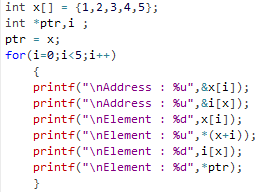 int x[] = {1,2,3,4,5};
int *ptr,i ;
ptr = x;
for(i=0;i<5;i++)
{
printf("\nAddress : %u",&x[i]);
printf("\nAddress : %u",&i[x]);
printf("\nElement : %d",x[i]);
printf("\nElement : %u",*(x+i));
printf("\nElement : %d",i[x]);
printf("\nElement : %d",*ptr);
}